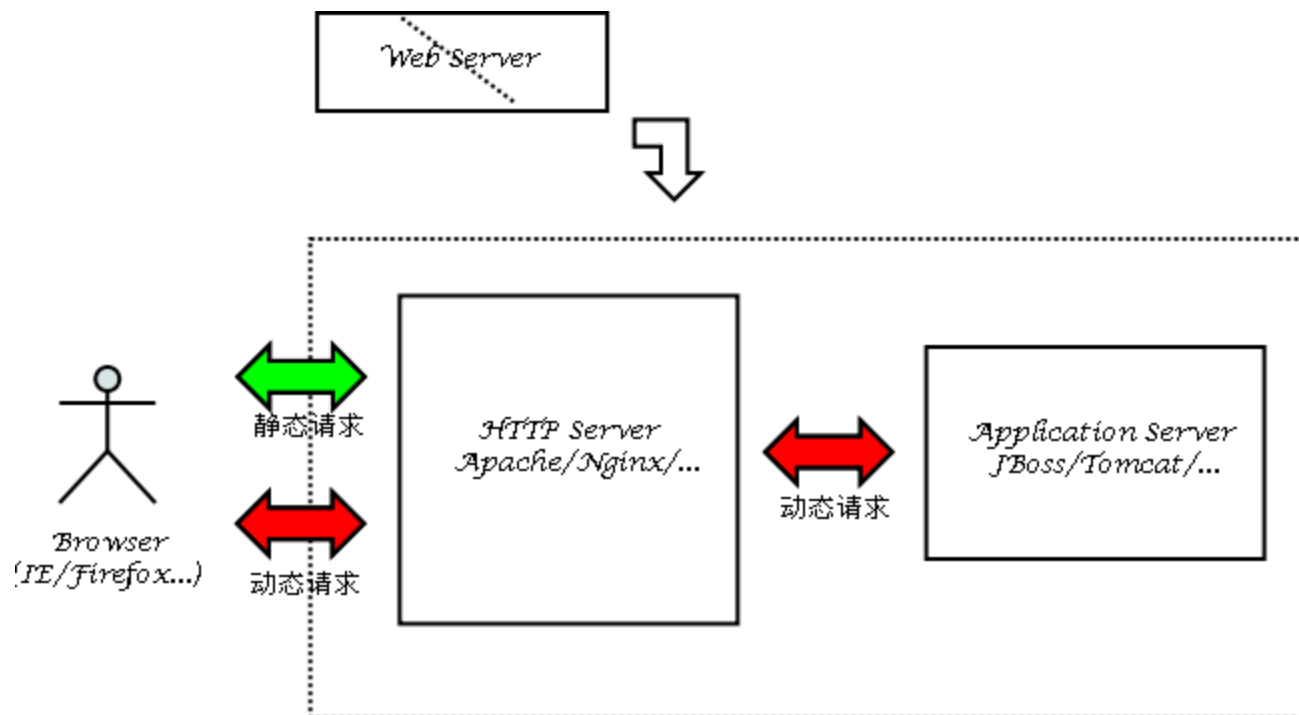 Web Server
静态请求
HTTP Server
Apache/Nginx/...
Application Server
JBoss/Tomcat/...
动态请求
Browser
(IE/Firefox...)
动态请求